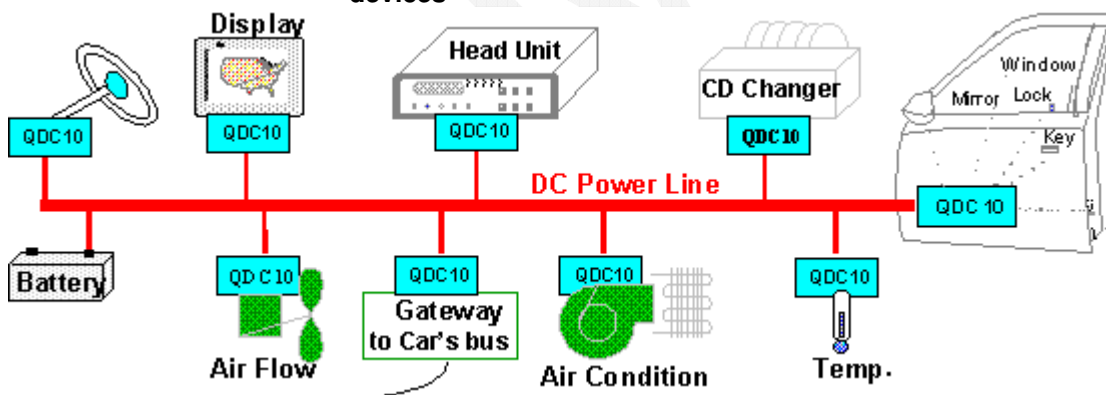 devices
Display
Head Unit
CD Changer
Window
Mirror Lock
Key
QDC10
QDC10
QDC10
QDC10
QDC 10
DC Power Line
Battery
QDC10
QDC10
QDC10
QDC10
Gateway
to Car's bus
Air Flow
Air Condition
Temp.